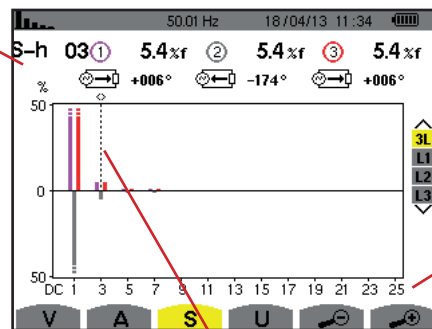 50.01 Hz 18/04/13 11:34
S-h 03 1 5.4%f 2 5.4%f 3 5.4%f
+006° -174° +006°
%
50
3L
L1
L2
0
L3
50
DC 1 3 5 7 9 11 13 15 17 19 21 23 25
V A S U